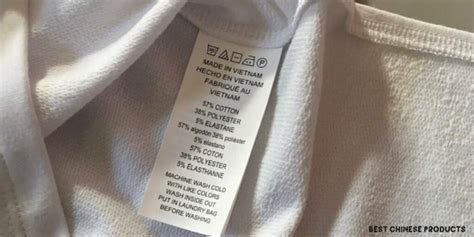 MADE IN VIETNAM
HECHO EN VIETNAM
FABRIQUÉ AU
VIETNAM
57% COTTON
38% POLYESTER
5% ELASTANE
57% algodón 38% poliéster
5% elastano
57% COTON
38% POLYESTER
5% ÉLASTHANNE
MACHINE WASH COLD
WITH LIKE COLORS
WASH INSIDE OUT
PUT IN LAUNDRY BAG
BEFORE WASHING
BEST CHINESE PRODUCTS